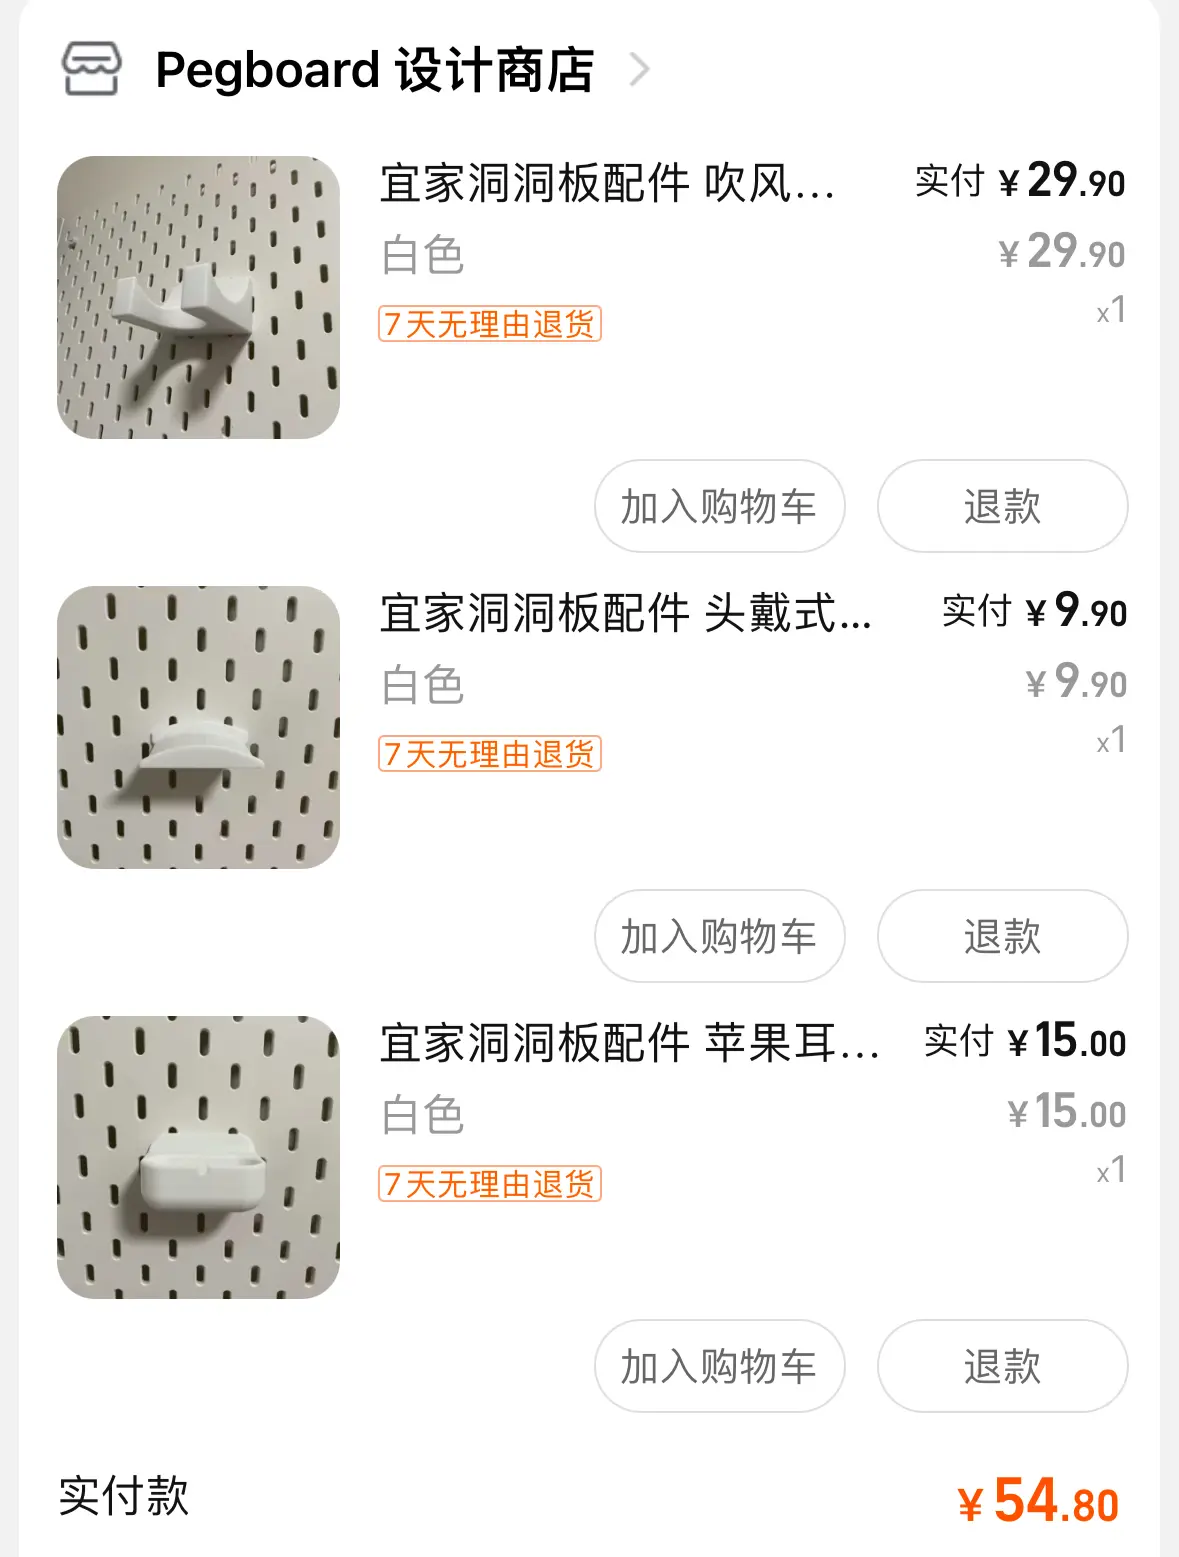 Pegboard 设计商店
宜家洞洞板配件 吹风... 实付 ¥29.90
白色 ¥29.90
7天无理由退货 x1
加入购物车 退款
宜家洞洞板配件 头戴式... 实付 ¥9.90
白色 ¥9.90
7天无理由退货 x1
加入购物车 退款
宜家洞洞板配件 苹果耳... 实付 ¥15.00
白色 ¥15.00
7天无理由退货 x1
加入购物车 退款
实付款 ¥54.80